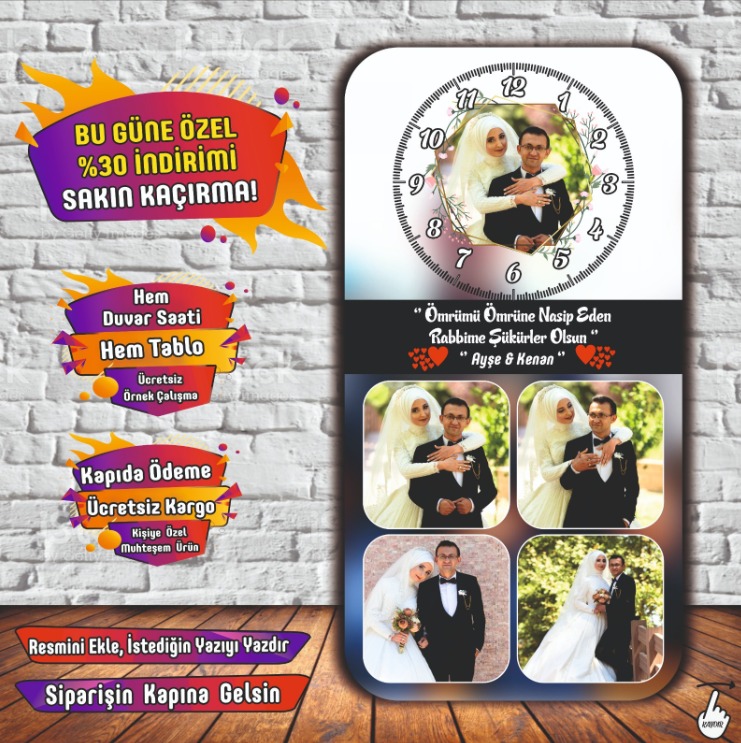 BU GÜNE ÖZEL
%30 İNDİRİMİ
SAKIN KAÇIRMA!
Hem
Duvar Saati
Hem Tablo
Ücretsiz
Örnek Çalışma
Kapıda Ödeme
Ücretsiz Kargo
Kişiye Özel
Muhteşem Ürün
Resmini Ekle, İstediğin Yazıyı Yazdır
Siparişin Kapına Gelsin
12
11
1
10
2
9
3
8
4
7
5
6
" Ömrümü Ömrüne Nasip Eden
Rabbime Şükürler Olsun "
" Ayşe & Kenan "
KAYDIR